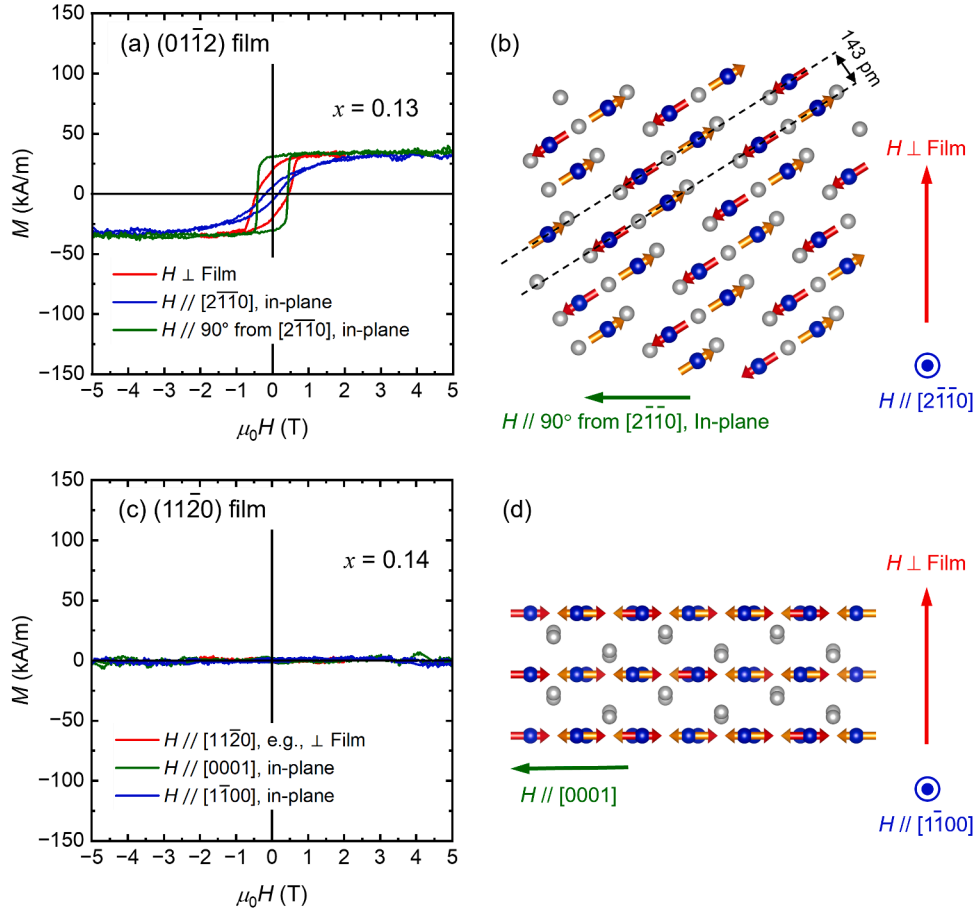 (a) (011̄2) film
x = 0.13
150
100
50
0
−50
−100
−150
M (kA/m)
H ⊥ Film
H // [21̄1̄0], in-plane
H // 90° from [21̄1̄0], in-plane
−5 −4 −3 −2 −1 0 1 2 3 4 5
μ0H (T)
(b)
143 pm
H ⊥ Film
H // [21̄1̄0]
H // 90° from [21̄1̄0], In-plane
(c) (112̄0) film
x = 0.14
150
100
50
0
−50
−100
−150
M (kA/m)
H // [112̄0], e.g., ⊥ Film
H // [0001], in-plane
H // [11̄00], in-plane
−5 −4 −3 −2 −1 0 1 2 3 4 5
μ0H (T)
(d)
H ⊥ Film
H // [0001]
H // [11̄00]